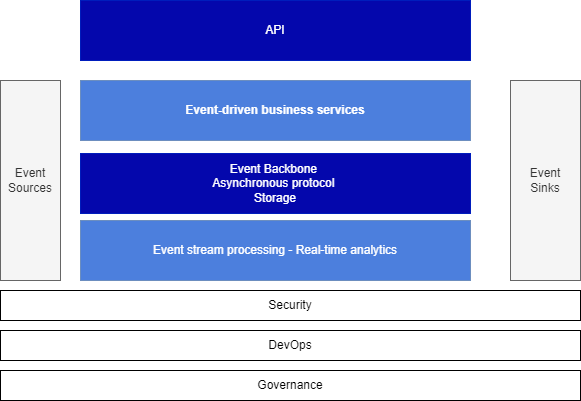 API
Event-driven business services
Event
Sources
Event Backbone
Asynchronous protocol
Storage
Event
Sinks
Event stream processing - Real-time analytics
Security
DevOps
Governance